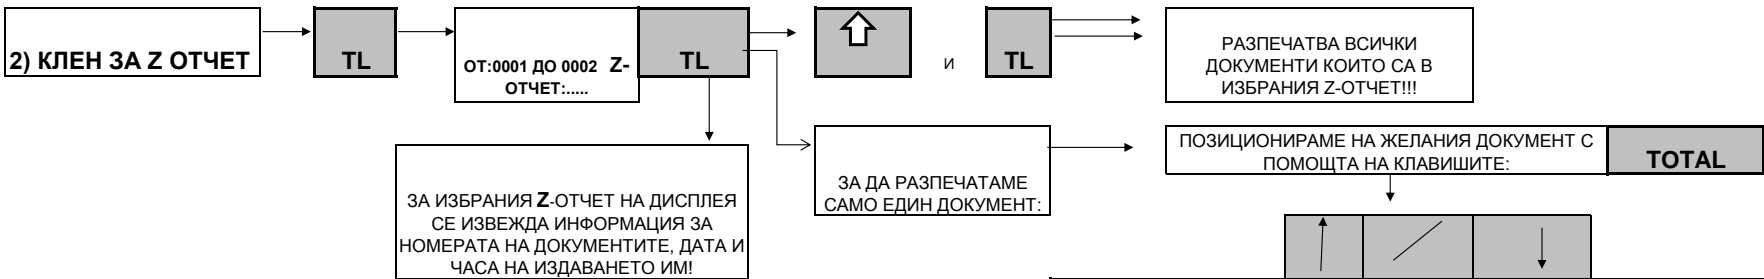 2) КЛЕН ЗА Z ОТЧЕТ
TL
ОТ:0001 ДО 0002 Z-
ОТЧЕТ:.....
TL
И
TL
РАЗПЕЧАТВА ВСИЧКИ
ДОКУМЕНТИ КОИТО СА В
ИЗБРАНИЯ Z-ОТЧЕТ!!!
ЗА ИЗБРАНИЯ Z-ОТЧЕТ НА ДИСПЛЕЯ
СЕ ИЗВЕЖДА ИНФОРМАЦИЯ ЗА
НОМЕРАТА НА ДОКУМЕНТИТЕ, ДАТА И
ЧАСА НА ИЗДАВАНЕТО ИМ!
ЗА ДА РАЗПЕЧАТАМЕ
САМО ЕДИН ДОКУМЕНТ:
ПОЗИЦИОНИРАМЕ НА ЖЕЛАНИЯ ДОКУМЕНТ С
ПОМОЩТА НА КЛАВИШИТЕ:
TOTAL